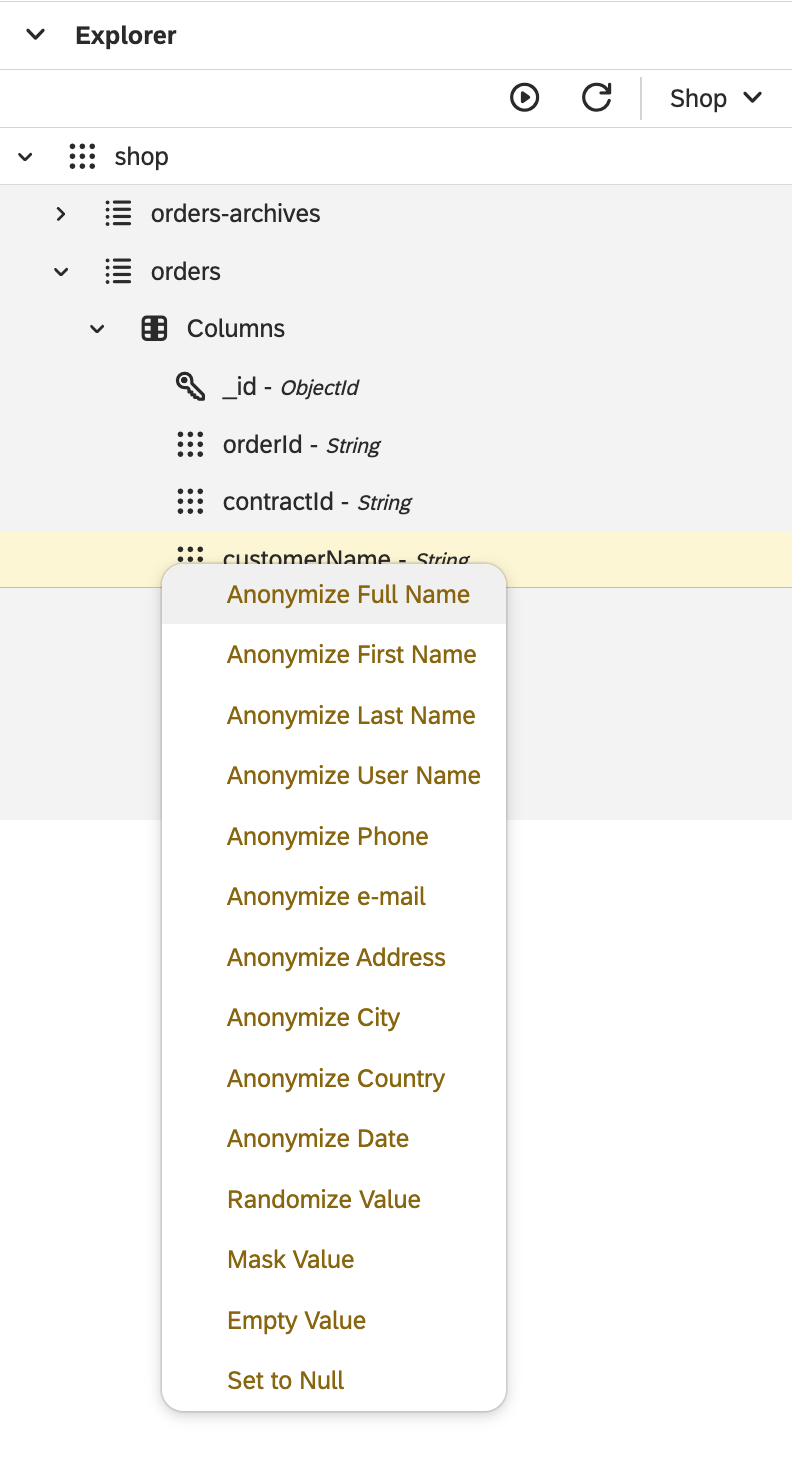 Explorer
Shop
shop
orders-archives
orders
Columns
_id - ObjectId
orderId - String
contractId - String
customerName - String
Anonymize Full Name
Anonymize First Name
Anonymize Last Name
Anonymize User Name
Anonymize Phone
Anonymize e-mail
Anonymize Address
Anonymize City
Anonymize Country
Anonymize Date
Randomize Value
Mask Value
Empty Value
Set to Null